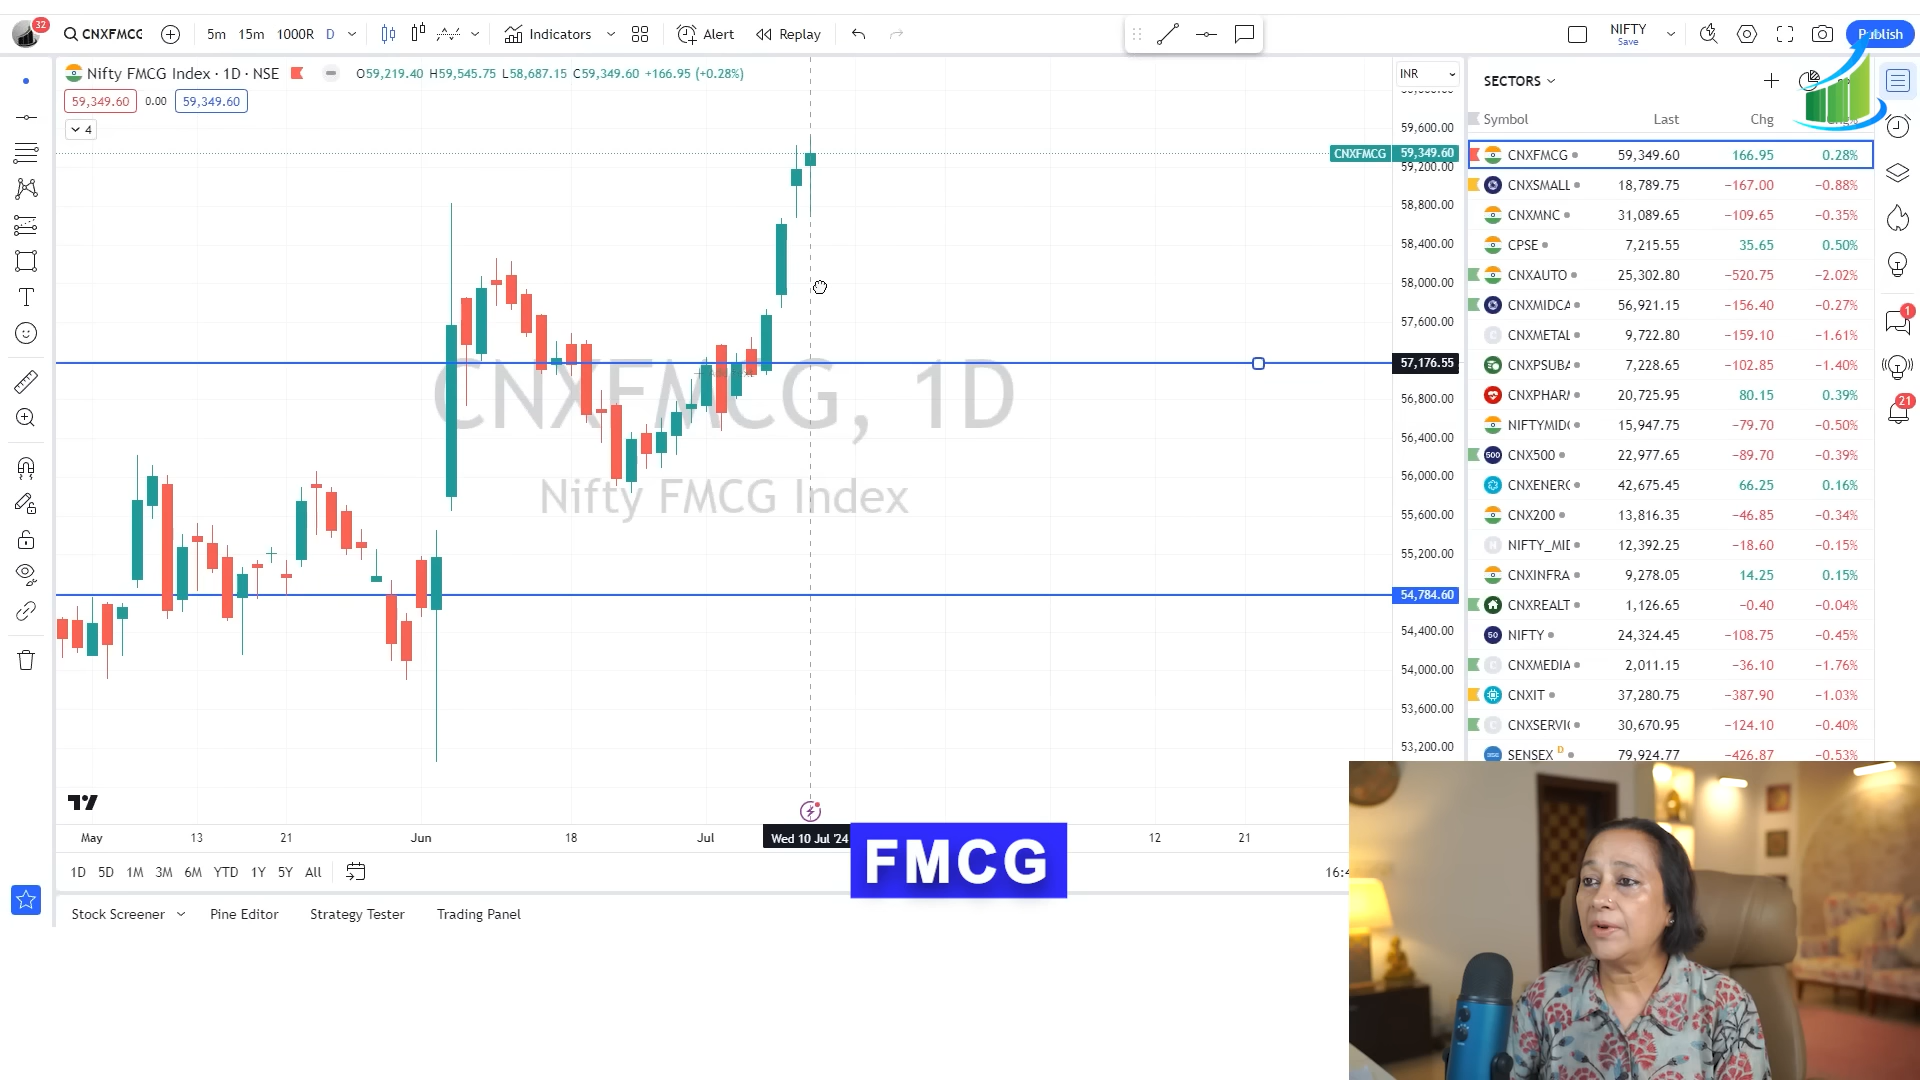 32
CNXFMCG
5m 15m 1000R D
Indicators
Alert
Replay
NIFTY
Save
Publish
Nifty FMCG Index · 1D · NSE
O59,219.40 H59,545.75 L58,687.15 C59,349.60 +166.95 (+0.28%)
59,349.60 0.00 59,349.60
4
INR
59,600.00
CNXFMCG 59,349.60
59,200.00
58,800.00
58,400.00
58,000.00
57,600.00
57,176.55
56,800.00
56,400.00
56,000.00
55,600.00
55,200.00
54,784.60
54,400.00
54,000.00
53,600.00
53,200.00
CNXFMCG, 1D
Nifty FMCG Index
May 13 21 Jun 18 Jul Wed 10 Jul '24 12 21
1D 5D 1M 3M 6M YTD 1Y 5Y All
16:4
Stock Screener Pine Editor Strategy Tester Trading Panel
FMCG
SECTORS
Symbol Last Chg
CNXFMCG 59,349.60 166.95 0.28%
CNXSMALL 18,789.75 −167.00 −0.88%
CNXMNC 31,089.65 −109.65 −0.35%
CPSE 7,215.55 35.65 0.50%
CNXAUTO 25,302.80 −520.75 −2.02%
CNXMIDCA 56,921.15 −156.40 −0.27%
CNXMETAL 9,722.80 −159.10 −1.61%
CNXPSUBA 7,228.65 −102.85 −1.40%
CNXPHARM 20,725.95 80.15 0.39%
NIFTYMIDC 15,947.75 −79.70 −0.50%
500 CNX500 22,977.65 −89.70 −0.39%
CNXENERG 42,675.45 66.25 0.16%
CNX200 13,816.35 −46.85 −0.34%
N NIFTY_MID 12,392.25 −18.60 −0.15%
CNXINFRA 9,278.05 14.25 0.15%
CNXREALT 1,126.65 −0.40 −0.04%
50 NIFTY 24,324.45 −108.75 −0.45%
C CNXMEDIA 2,011.15 −36.10 −1.76%
CNXIT 37,280.75 −387.90 −1.03%
C CNXSERVIC 30,670.95 −124.10 −0.40%
SENSEX D 79,924.77 −426.87 −0.53%
1
21